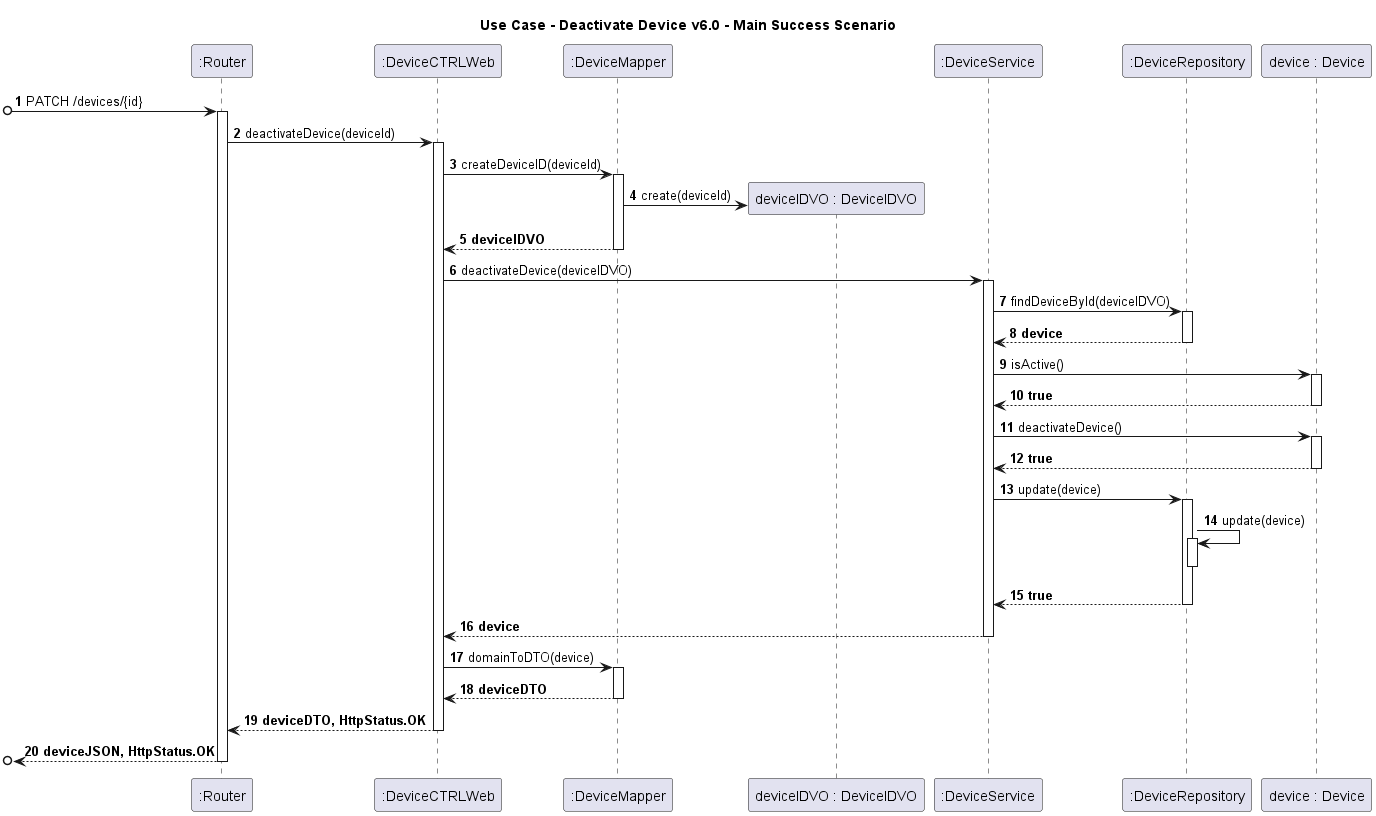 Use Case - Deactivate Device v6.0 - Main Success Scenario
:Router
:DeviceCTRLWeb
:DeviceMapper
:DeviceService
:DeviceRepository
device : Device
1 PATCH /devices/{id}
2 deactivateDevice(deviceId)
3 createDeviceID(deviceId)
4 create(deviceId)
deviceIDVO : DeviceIDVO
5 deviceIDVO
6 deactivateDevice(deviceIDVO)
7 findDeviceById(deviceIDVO)
8 device
9 isActive()
10 true
11 deactivateDevice()
12 true
13 update(device)
14 update(device)
15 true
16 device
17 domainToDTO(device)
18 deviceDTO
19 deviceDTO, HttpStatus.OK
20 deviceJSON, HttpStatus.OK
:Router
:DeviceCTRLWeb
:DeviceMapper
deviceIDVO : DeviceIDVO
:DeviceService
:DeviceRepository
device : Device